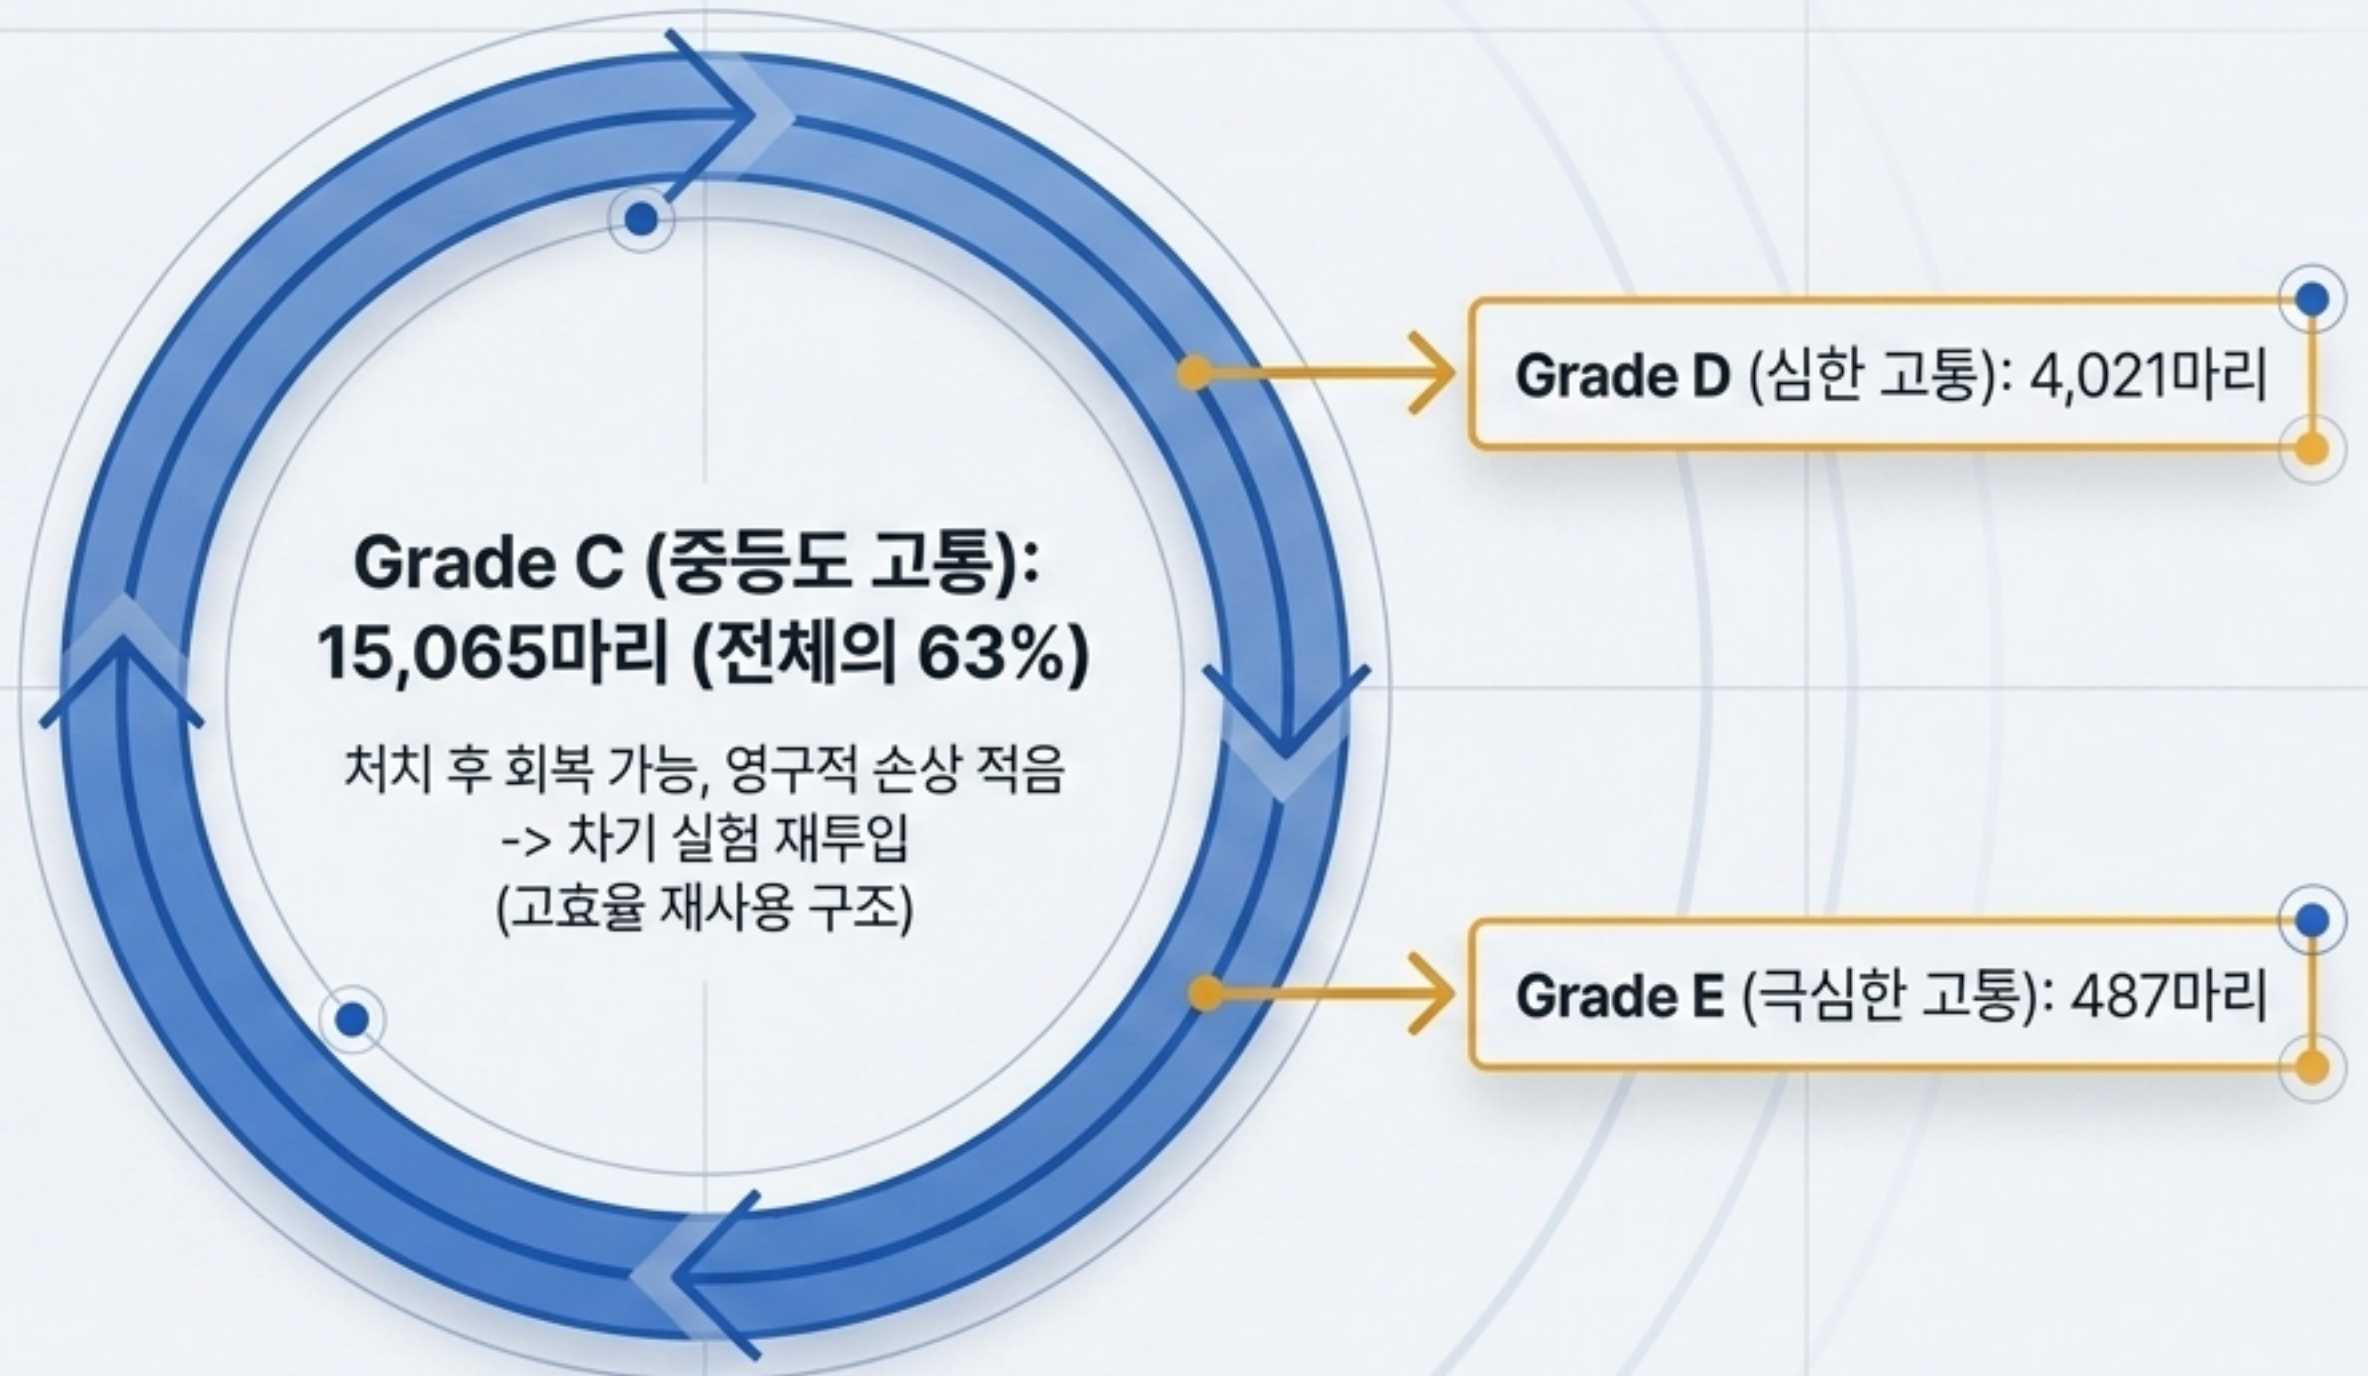 Grade C (중등도 고통):
15,065마리 (전체의 63%)
처치 후 회복 가능, 영구적 손상 적음
-> 차기 실험 재투입
(고효율 재사용 구조)
Grade D (심한 고통): 4,021마리
Grade E (극심한 고통): 487마리